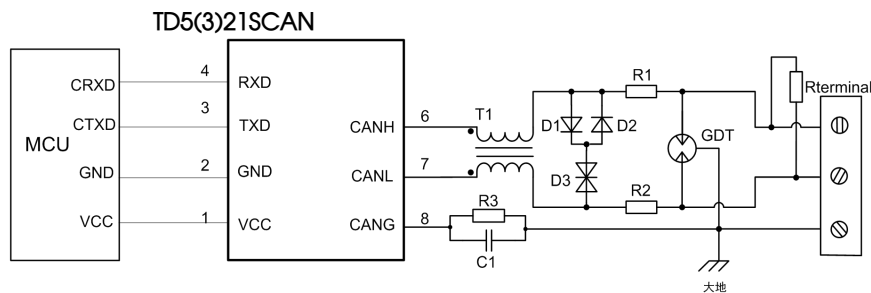 TD5(3)21SCAN
MCU
CRXD
CTXD
GND
VCC
4
3
2
1
RXD
TXD
GND
VCC
CANH
CANL
CANG
6
7
8
T1
D1
D2
D3
R1
R2
R3
C1
GDT
Rterminal
大地